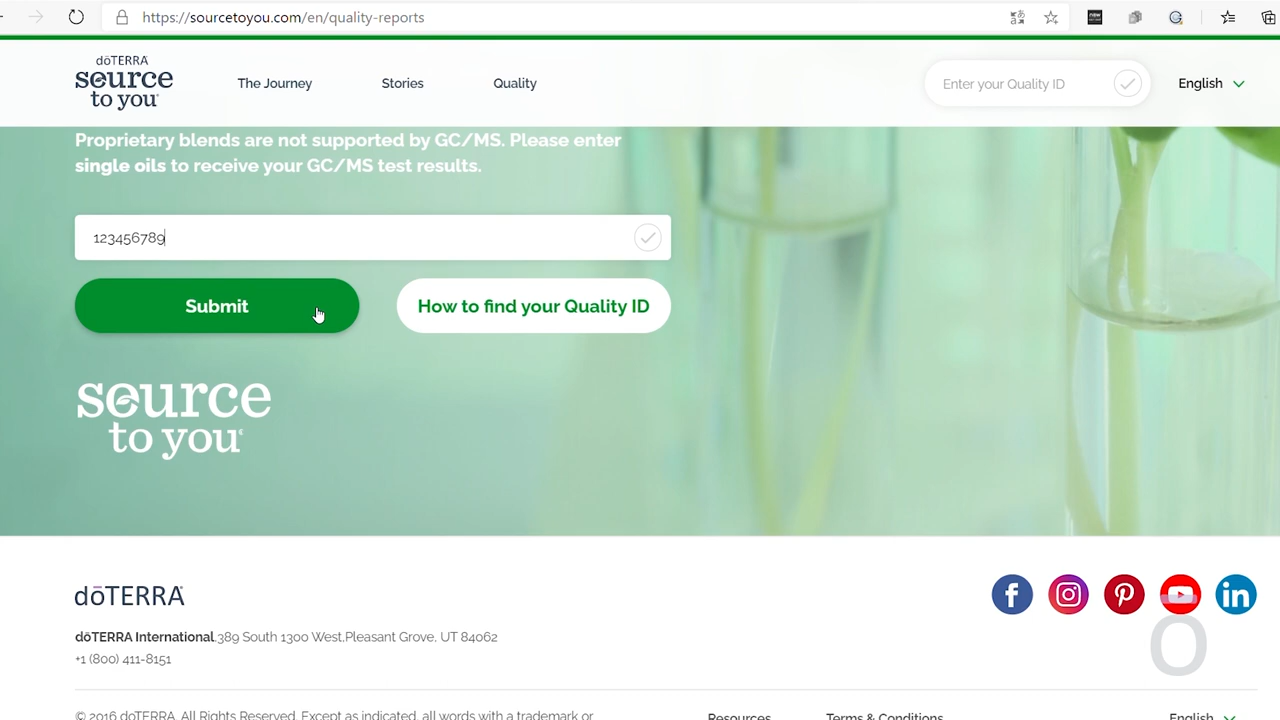 https://sourcetoyou.com/en/quality-reports
dōTERRA
source
to you
The Journey
Stories
Quality
Enter your Quality ID
English
Proprietary blends are not supported by GC/MS. Please enter
single oils to receive your GC/MS test results.
123456789
Submit
How to find your Quality ID
source
to you
dōTERRA
dōTERRA International.389 South 1300 West,Pleasant Grove, UT 84062
+1 (800) 411-8151
© 2016 doTERRA. All Rights Reserved. Except as indicated, all words with a trademark or
Resources
Terms & Conditions
English